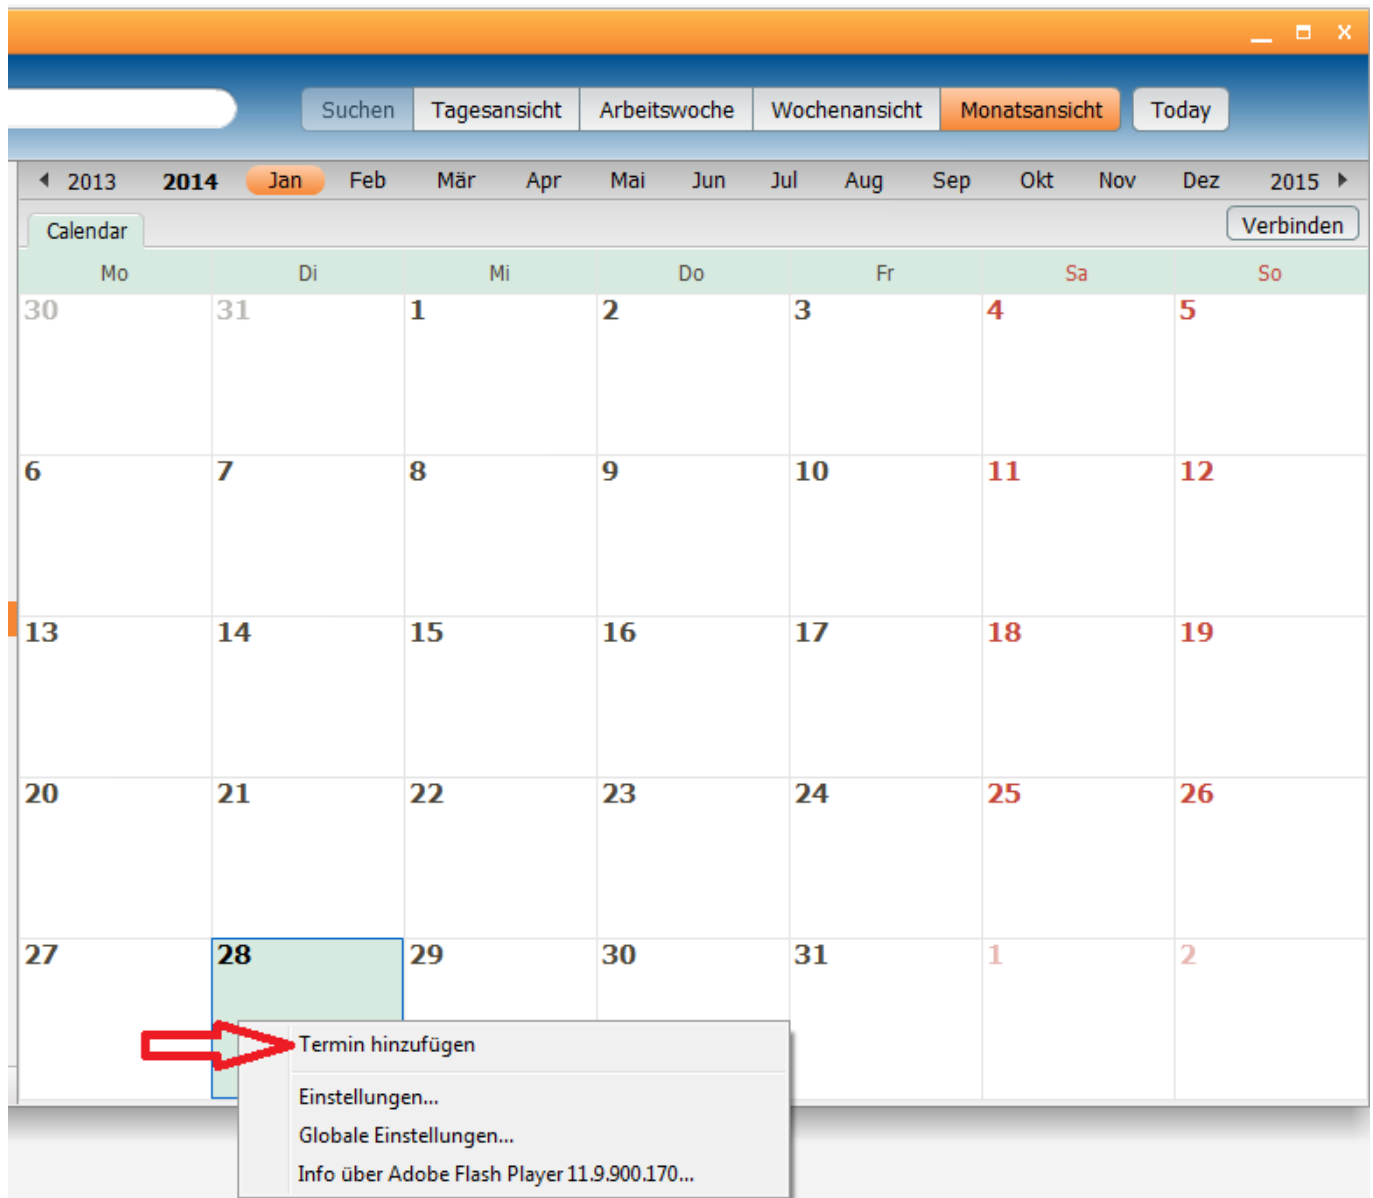 Suchen Tagesansicht Arbeitswoche Wochenansicht Monatsansicht Today
2013 2014 Jan Feb Mär Apr Mai Jun Jul Aug Sep Okt Nov Dez 2015
Calendar Verbinden
Mo Di Mi Do Fr Sa So
30 31 1 2 3 4 5
6 7 8 9 10 11 12
13 14 15 16 17 18 19
20 21 22 23 24 25 26
27 28 29 30 31 1 2
Termin hinzufügen
Einstellungen...
Globale Einstellungen...
Info über Adobe Flash Player 11.9.900.170...